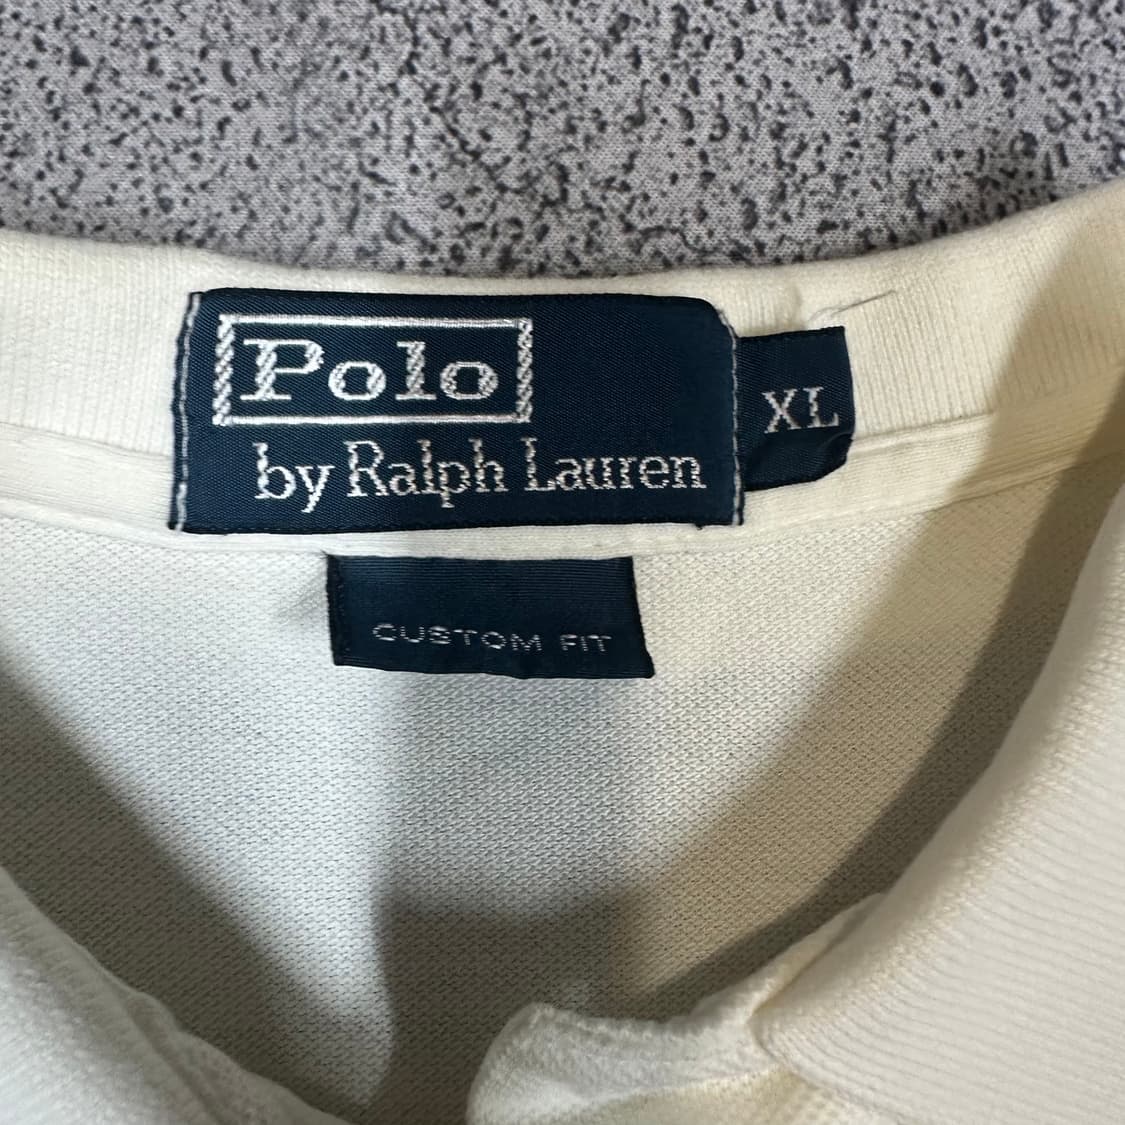 Polo
by Ralph Lauren
XL
CUSTOM FIT